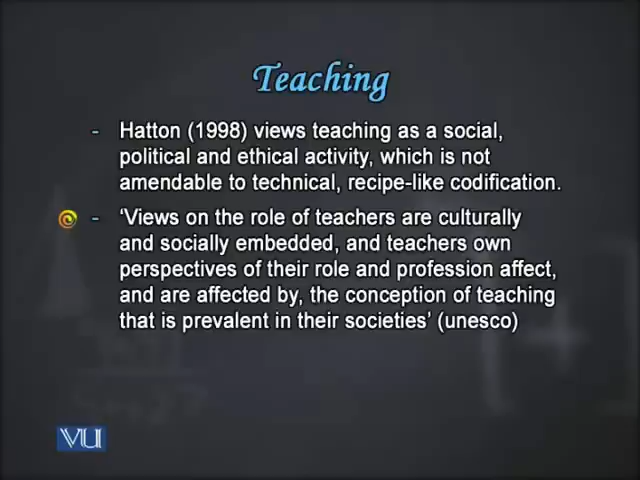 Teaching
- Hatton (1998) views teaching as a social,
political and ethical activity, which is not
amendable to technical, recipe-like codification.
- ‘Views on the role of teachers are culturally
and socially embedded, and teachers own
perspectives of their role and profession affect,
and are affected by, the conception of teaching
that is prevalent in their societies’ (unesco)
VU